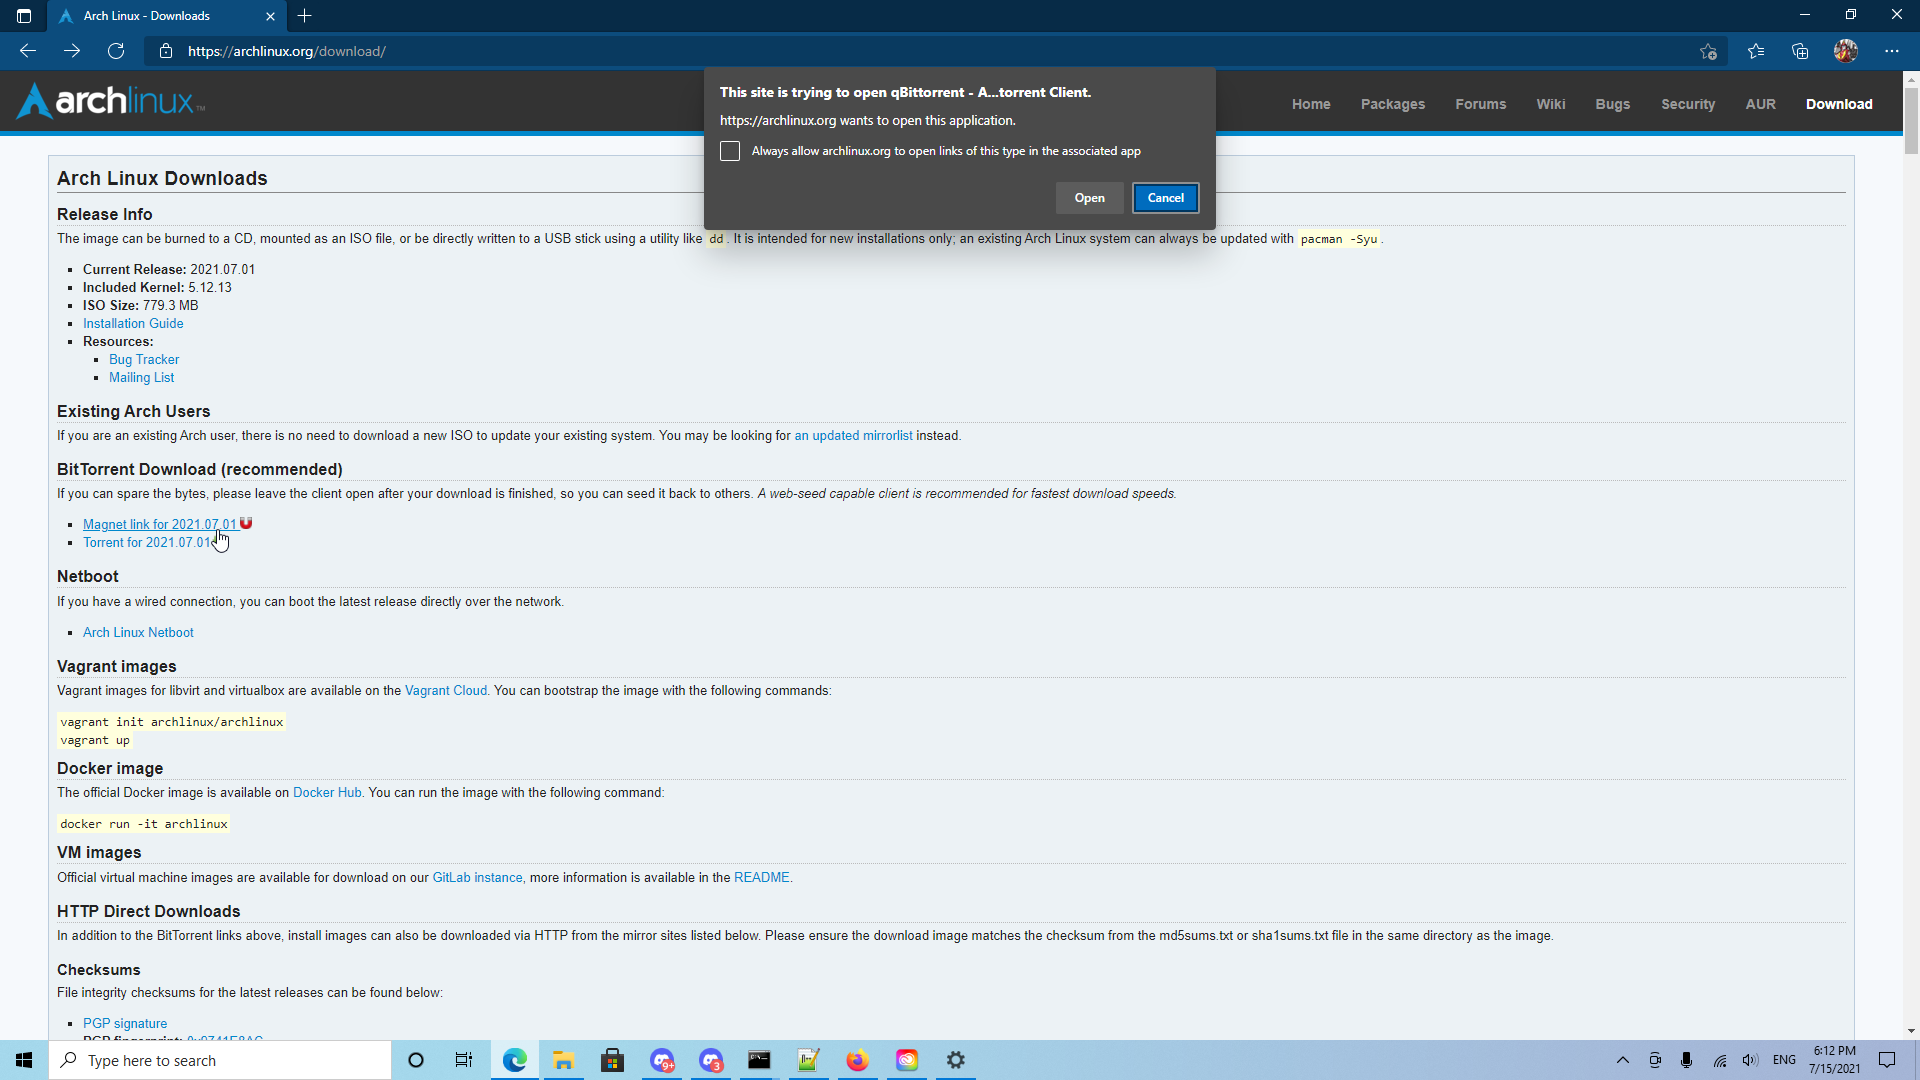 Arch Linux - Downloads
https://archlinux.org/download/
archlinux™
Home Packages Forums Wiki Bugs Security AUR Download
This site is trying to open qBittorrent - A...torrent Client.
https://archlinux.org wants to open this application.
Always allow archlinux.org to open links of this type in the associated app
Open Cancel
Arch Linux Downloads
Release Info
The image can be burned to a CD, mounted as an ISO file, or be directly written to a USB stick using a utility like dd. It is intended for new installations only; an existing Arch Linux system can always be updated with pacman -Syu.
Current Release: 2021.07.01
Included Kernel: 5.12.13
ISO Size: 779.3 MB
Installation Guide
Resources:
Bug Tracker
Mailing List
Existing Arch Users
If you are an existing Arch user, there is no need to download a new ISO to update your existing system. You may be looking for an updated mirrorlist instead.
BitTorrent Download (recommended)
If you can spare the bytes, please leave the client open after your download is finished, so you can seed it back to others. A web-seed capable client is recommended for fastest download speeds.
Magnet link for 2021.07.01
Torrent for 2021.07.01
Netboot
If you have a wired connection, you can boot the latest release directly over the network.
Arch Linux Netboot
Vagrant images
Vagrant images for libvirt and virtualbox are available on the Vagrant Cloud. You can bootstrap the image with the following commands:
vagrant init archlinux/archlinux
vagrant up
Docker image
The official Docker image is available on Docker Hub. You can run the image with the following command:
docker run -it archlinux
VM images
Official virtual machine images are available for download on our GitLab instance, more information is available in the README.
HTTP Direct Downloads
In addition to the BitTorrent links above, install images can also be downloaded via HTTP from the mirror sites listed below. Please ensure the download image matches the checksum from the md5sums.txt or sha1sums.txt file in the same directory as the image.
Checksums
File integrity checksums for the latest releases can be found below:
PGP signature
PGP fingerprint:
Type here to search
9+
3
ENG
6:12 PM
7/15/2021